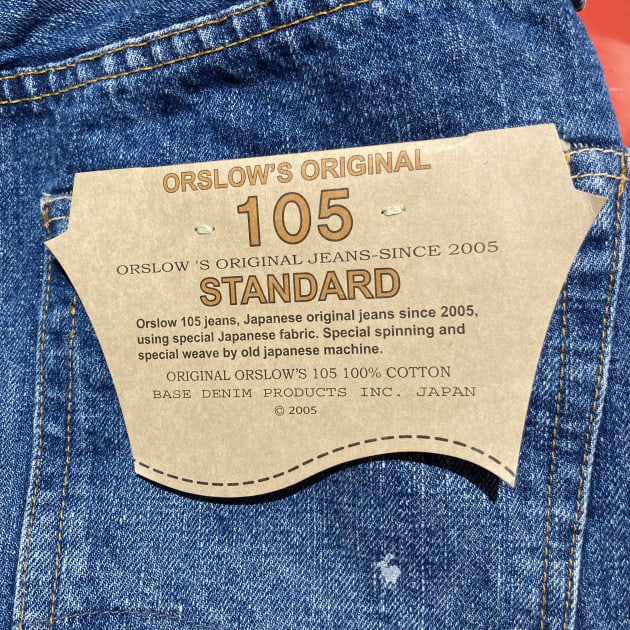 ORSLOW'S ORIGINAL
105
ORSLOW 'S ORIGINAL JEANS-SINCE 2005
STANDARD
Orslow 105 jeans, Japanese original jeans since 2005,
using special Japanese fabric. Special spinning and
special weave by old japanese machine.
ORIGINAL ORSLOW'S 105 100% COTTON
BASE DENIM PRODUCTS INC. JAPAN
© 2005